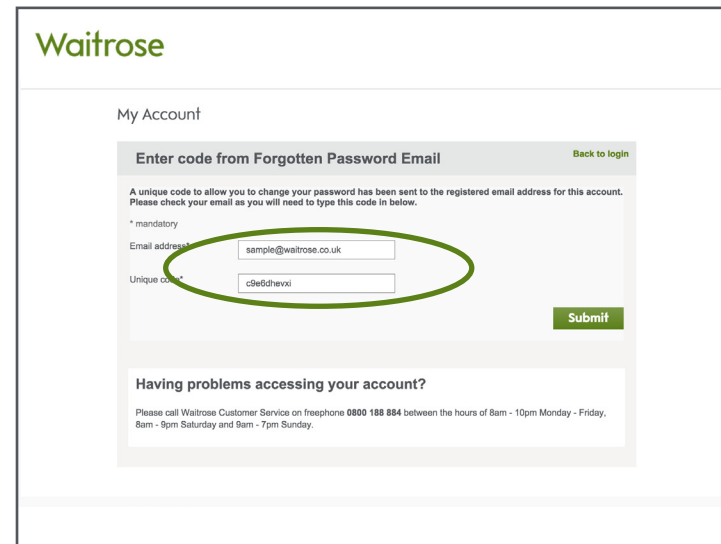 Waitrose
My Account
Enter code from Forgotten Password Email
Back to login
A unique code to allow you to change your password has been sent to the registered email address for this account.
Please check your email as you will need to type this code in below.
* mandatory
Email address*
sample@waitrose.co.uk
Unique code*
c9e6dhevxi
Submit
Having problems accessing your account?
Please call Waitrose Customer Service on freephone 0800 188 884 between the hours of 8am - 10pm Monday - Friday,
8am - 9pm Saturday and 9am - 7pm Sunday.